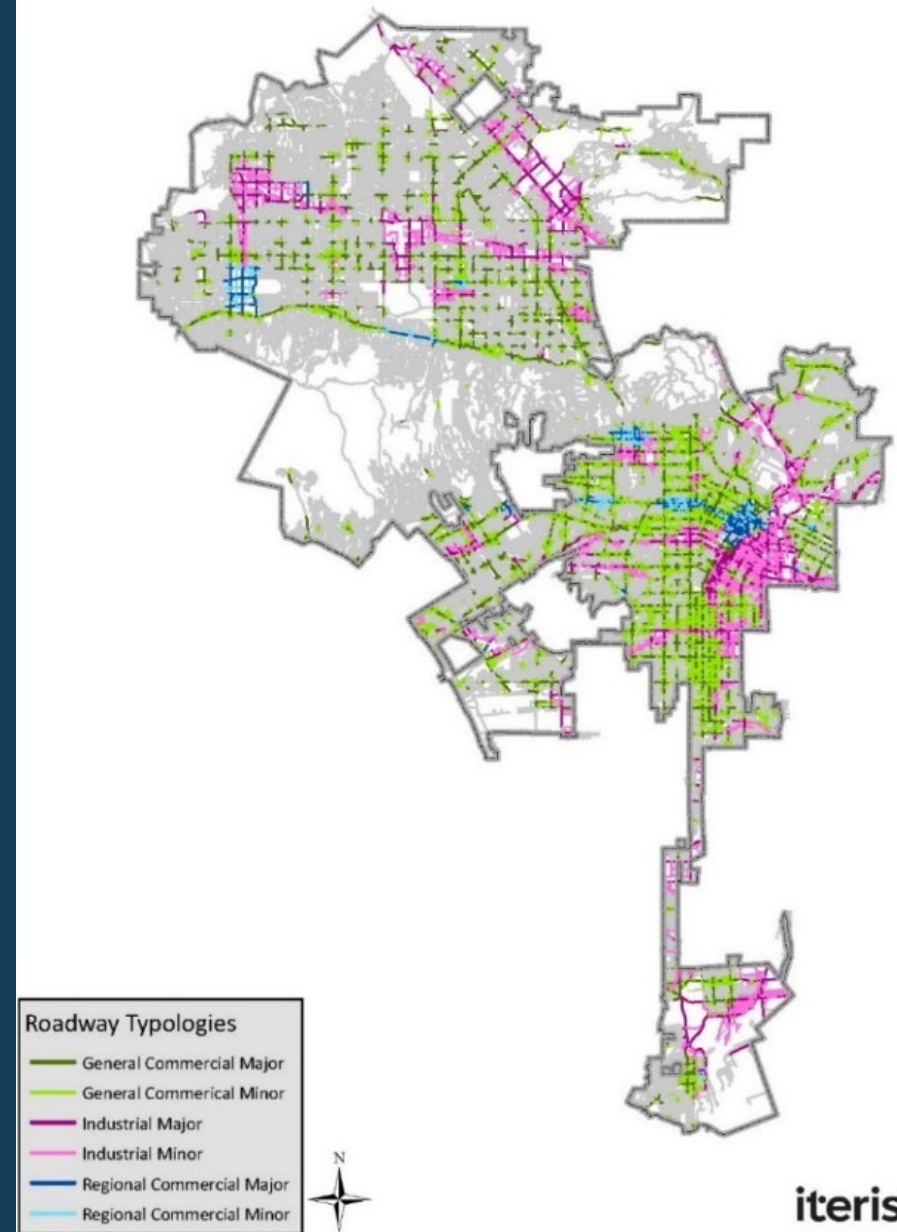 Roadway Typologies
General Commercial Major
General Commerical Minor
Industrial Major
Industrial Minor
Regional Commercial Major
Regional Commercial Minor
N
iteris